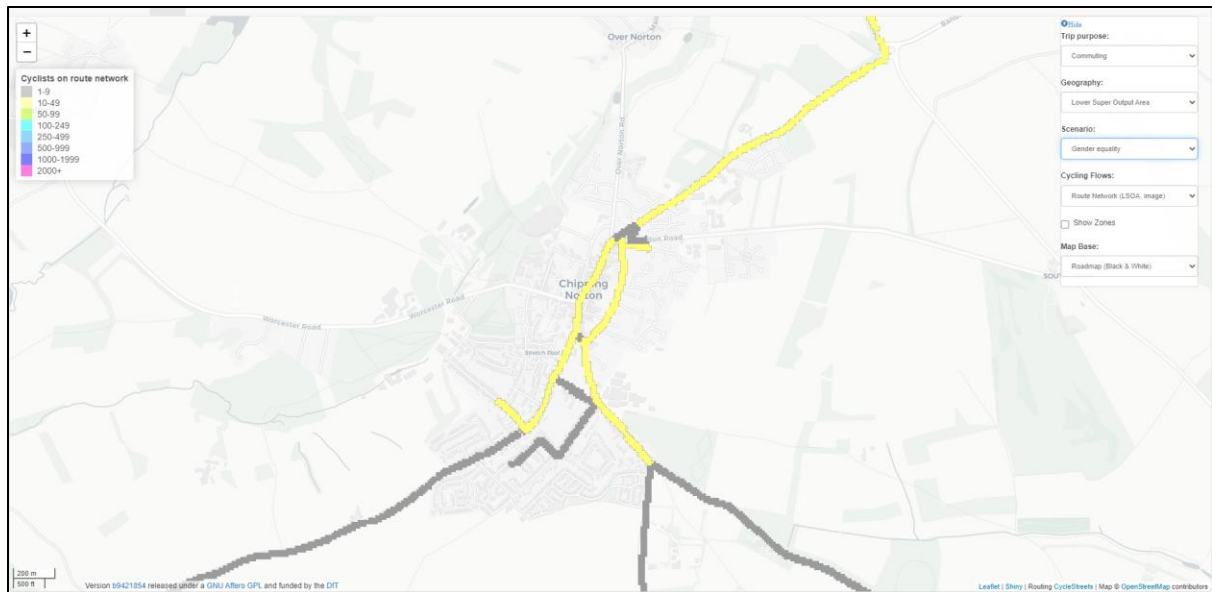 +
−
Cyclists on route network
1-9
10-49
50-99
100-249
250-499
500-999
1000-1999
2000+
Over Norton
Over Norton Rd
Chipping
Norton
Worcester Road
Worcester Road
Hide
Trip purpose:
Commuting
Geography:
Lower Super Output Area
Scenario:
Gender equality
Cycling Flows:
Route Network (LSOA, image)
Show Zones
Map Base:
Roadmap (Black & White)
200 m
500 ft
Version b9421854 released under a GNU Affero GPL and funded by the DfT
Leaflet | Shiny | Routing CycleStreets | Map © OpenStreetMap contributors